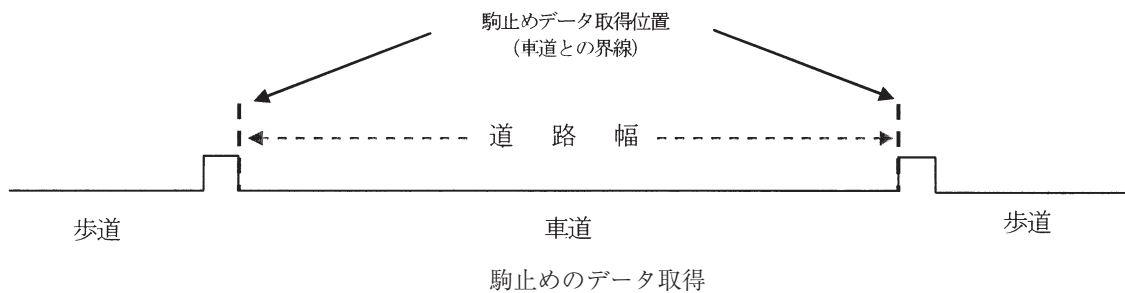 駒止めデータ取得位置
(車道との界線)
道路幅
歩道
車道
歩道
駒止めのデータ取得